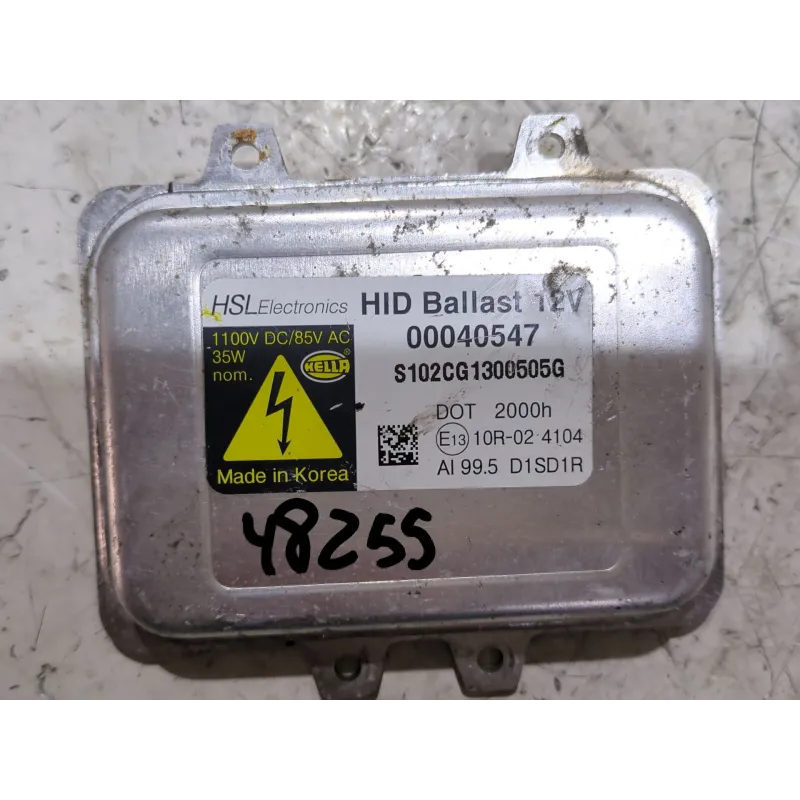 HSLElectronics HID Ballast 12V
00040547
S102CG1300505G
1100V DC/85V AC
35W
nom.
HELLA
®
Made in Korea
DOT 2000h
E13 10R-02 4104
AI 99.5 D1SD1R
48255